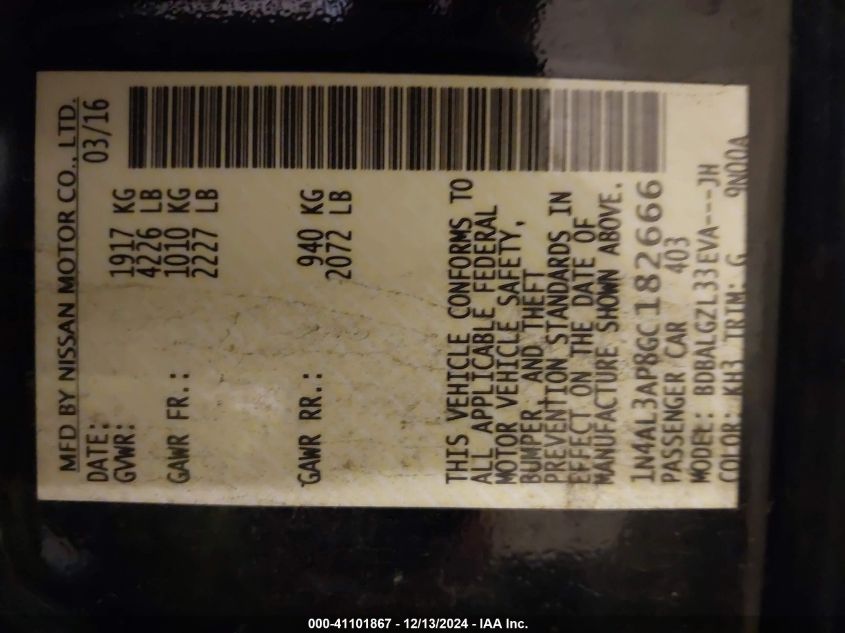 MFD BY NISSAN MOTOR CO., LTD.
DATE: 03/16
GVWR: 1917 KG
4226 LB
GAWR FR.: 1010 KG
2227 LB
GAWR RR.: 940 KG
2072 LB
THIS VEHICLE CONFORMS TO
ALL APPLICABLE FEDERAL
MOTOR VEHICLE SAFETY,
BUMPER, AND THEFT
PREVENTION STANDARDS IN
EFFECT ON THE DATE OF
MANUFACTURE SHOWN ABOVE.
1N4AL3AP8GC182666
PASSENGER CAR 403
MODEL: BDBALGZL33EVA---JH
COLOR: KH3 TRIM: G 9N00A
000-41101867 - 12/13/2024 - IAA Inc.